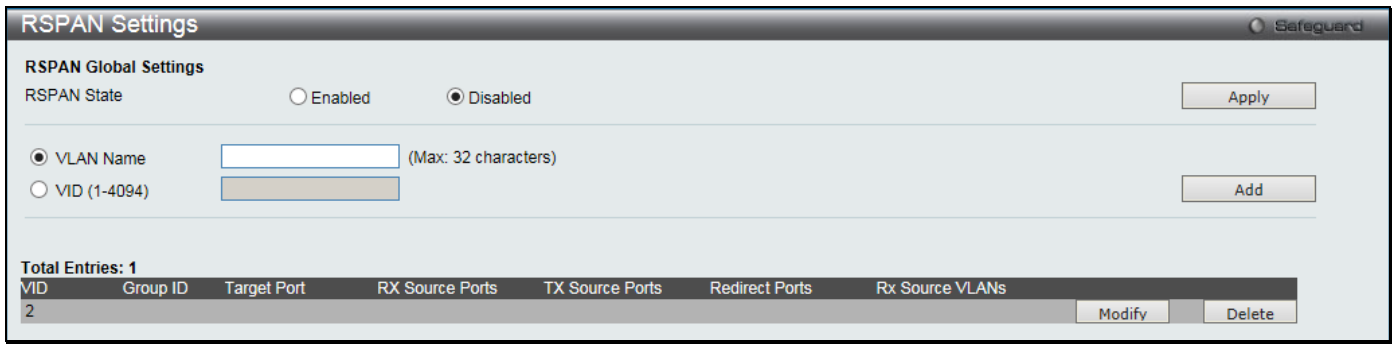 RSPAN Settings
Safeguard
RSPAN Global Settings
RSPAN State Enabled Disabled Apply
VLAN Name (Max: 32 characters)
VID (1-4094) Add
Total Entries: 1
VID Group ID Target Port RX Source Ports TX Source Ports Redirect Ports Rx Source VLANs
2 Modify Delete